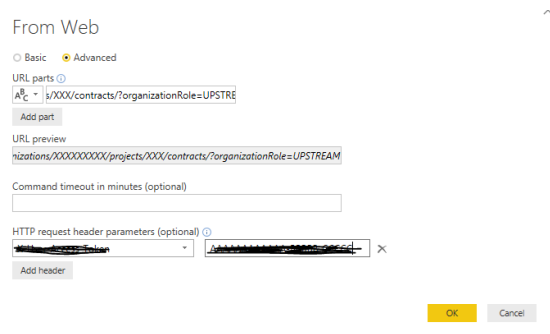 From Web
Basic Advanced
URL parts
ABC s/XXX/contracts/?organizationRole=UPSTRE
Add part
URL preview
nizations/XXXXXXXXX/projects/XXX/contracts/?organizationRole=UPSTREAM
Command timeout in minutes (optional)
HTTP request header parameters (optional)
Add header
OK Cancel